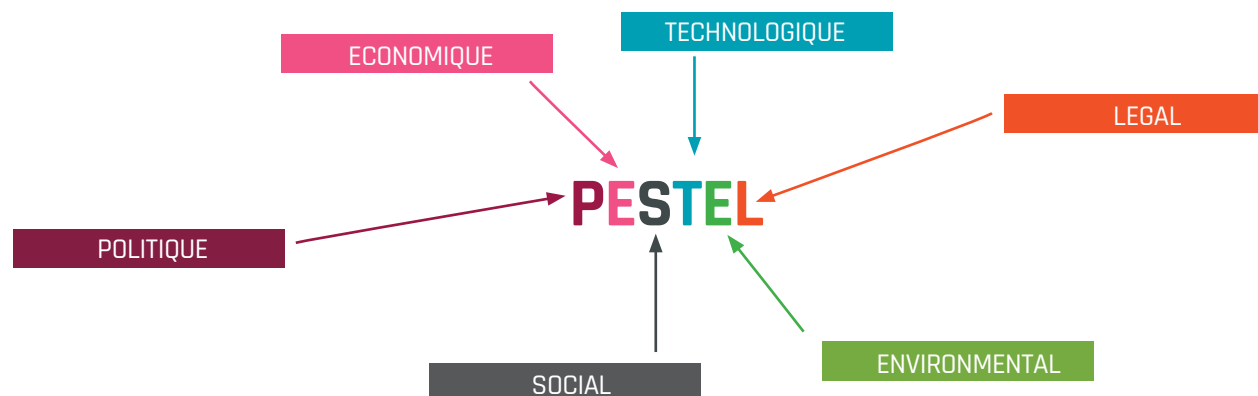 TECHNOLOGIQUE
ECONOMIQUE
LEGAL
PESTEL
POLITIQUE
ENVIRONMENTAL
SOCIAL